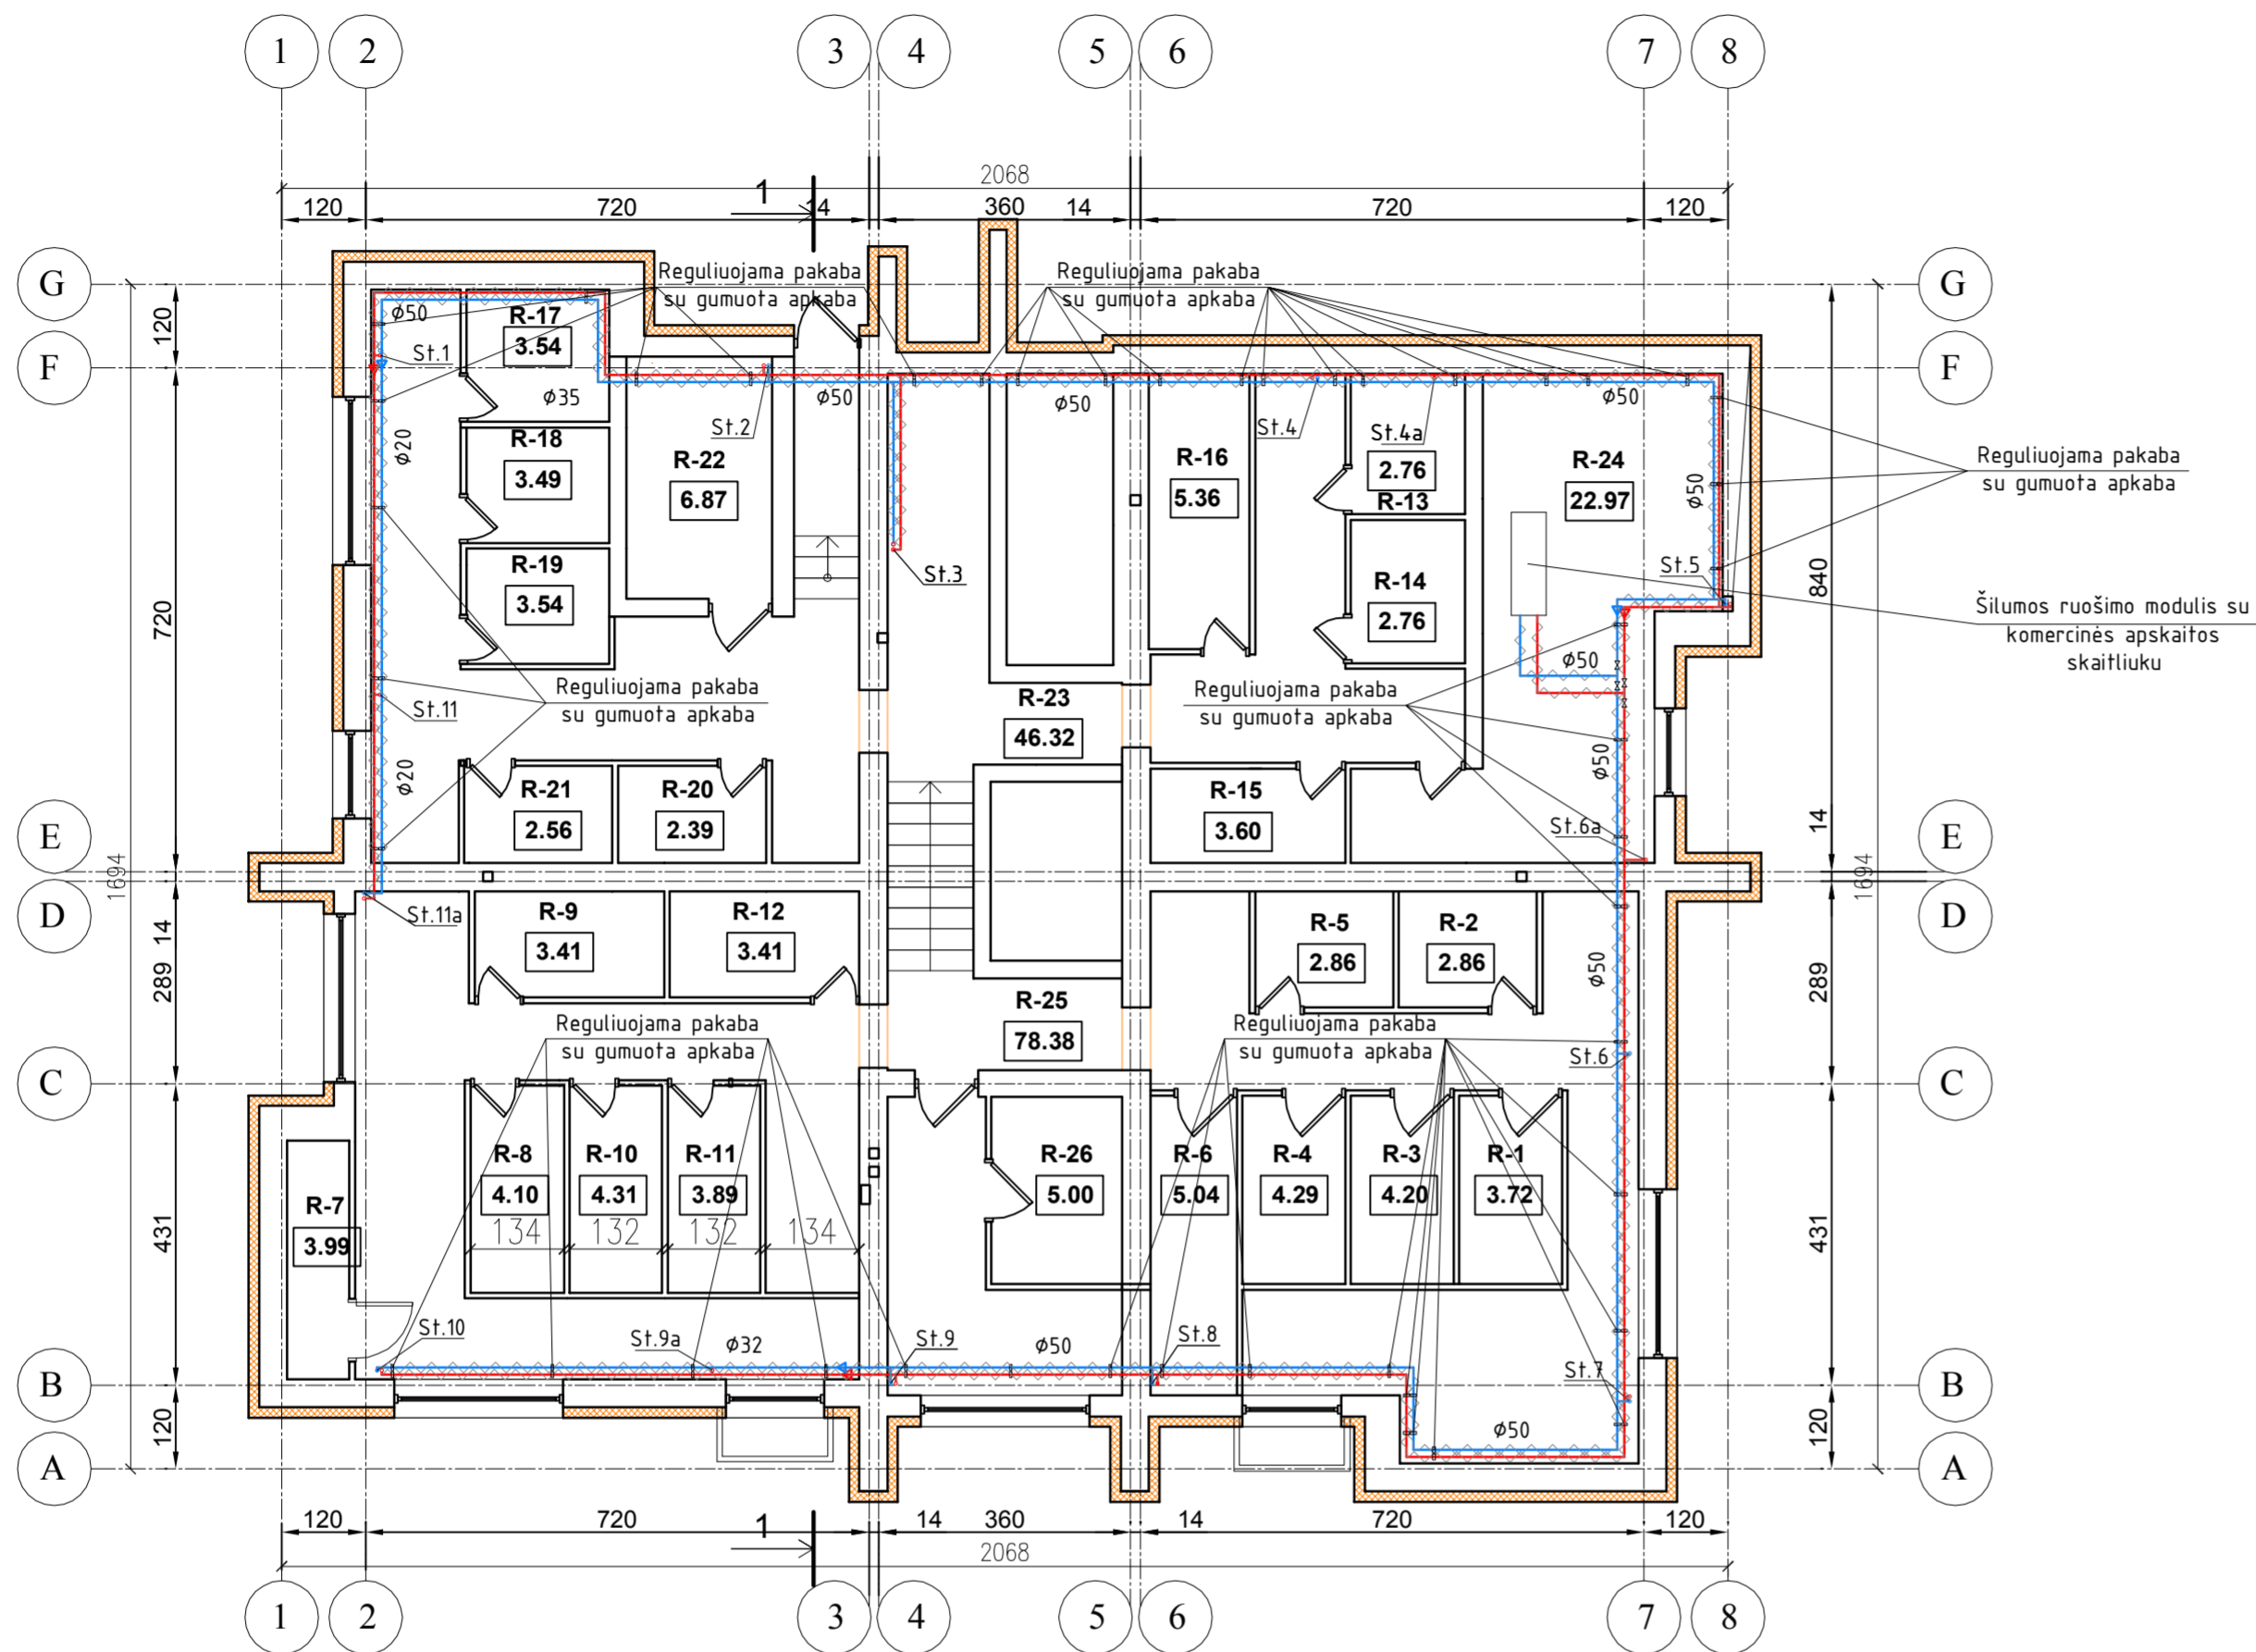 1 2 3 4 5 6 7 8
2068
120 720 14 360 14 720 120
1
G G
F F
E E
D D
C C
B B
A A
120
720
14
289
431
120
1694
840
14
289
431
120
1694
Reguliuojama pakaba
su gumuota apkaba
Reguliuojama pakaba
su gumuota apkaba
ϕ50
R-17
3.54
St.1
ϕ35
ϕ50
ϕ50
ϕ50
St.2
St.4
St.4a
ϕ20
R-18
3.49
R-22
6.87
R-16
5.36
2.76
R-13
R-24
22.97
ϕ50
Reguliuojama pakaba
su gumuota apkaba
R-19
3.54
St.3
R-14
2.76
St.5
Šilumos ruošimo modulis su
komercinės apskaitos
skaitliuku
ϕ50
Reguliuojama pakaba
su gumuota apkaba
St.11
R-23
46.32
Reguliuojama pakaba
su gumuota apkaba
ϕ20
R-21
2.56
R-20
2.39
R-15
3.60
ϕ50
St.6a
St.11a
R-9
3.41
R-12
3.41
R-5
2.86
R-2
2.86
ϕ50
R-25
78.38
Reguliuojama pakaba
su gumuota apkaba
Reguliuojama pakaba
su gumuota apkaba
St.6
R-8
4.10
R-10
4.31
R-11
3.89
R-26
5.00
R-6
5.04
R-4
4.29
R-3
4.20
R-1
3.72
R-7
3.99
134 132 132 134
St.10
St.9a
ϕ32
St.9
ϕ50
St.8
St.7
ϕ50
120 720 1 14 360 14 720 120
2068
1 2 3 4 5 6 7 8